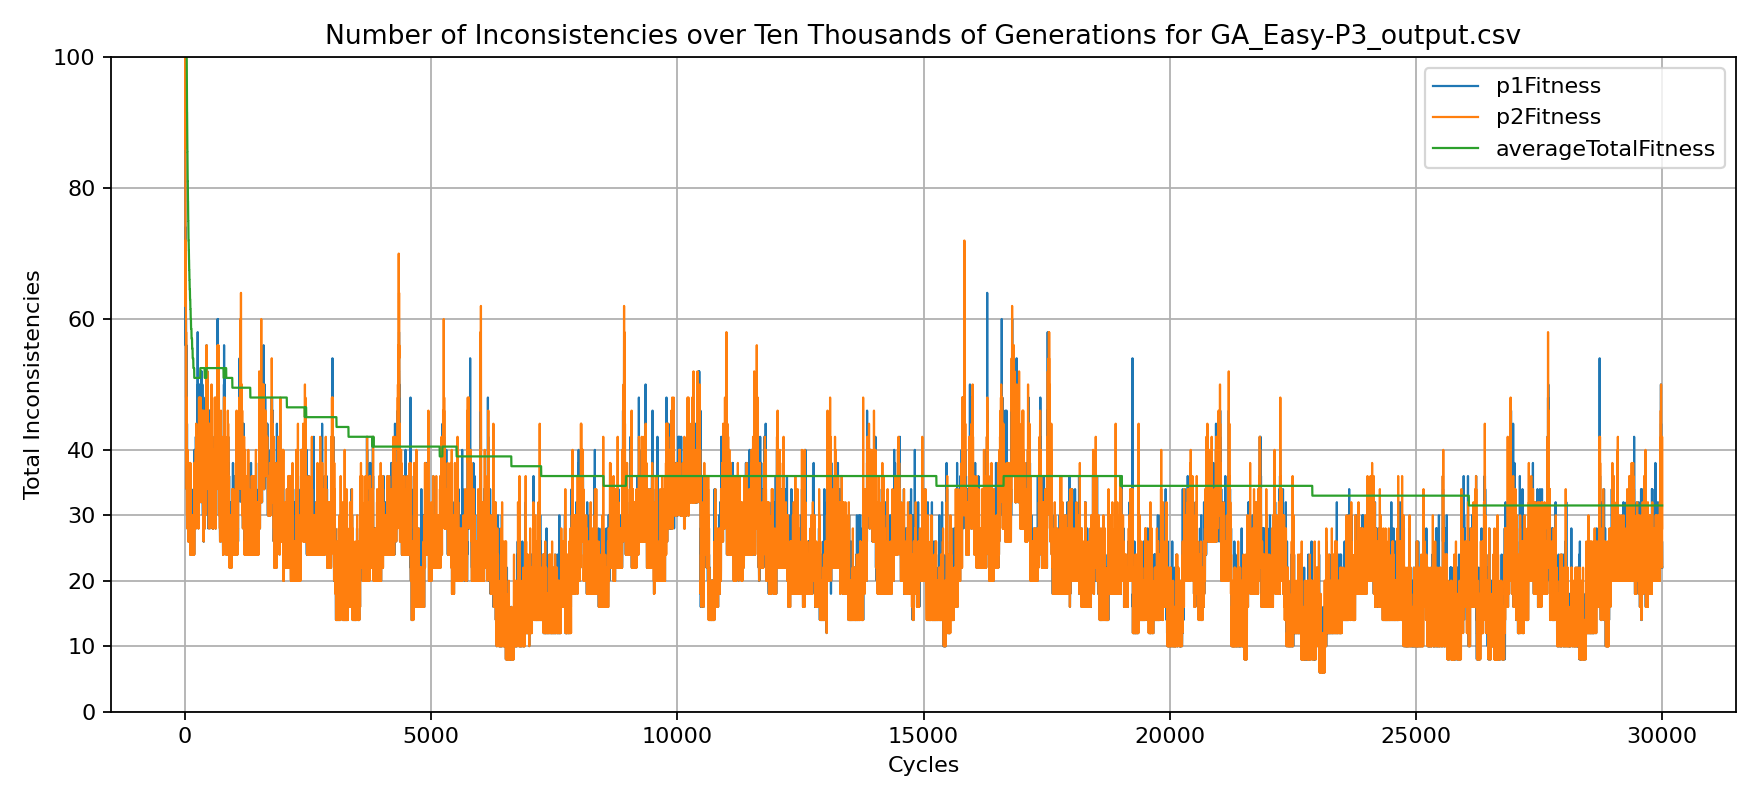 Number of Inconsistencies over Ten Thousands of Generations for GA_Easy-P3_output.csv
p1Fitness
p2Fitness
averageTotalFitness
Total Inconsistencies
100
80
60
40
30
20
10
0
0 5000 10000 15000 20000 25000 30000
Cycles